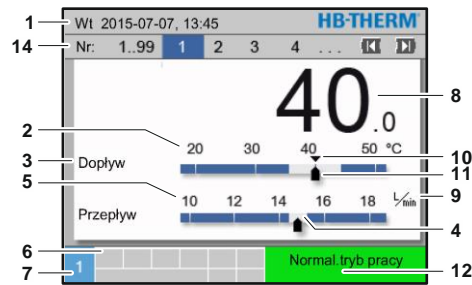 1 Wt 2015-07-07, 13:45 HB-THERM®
14 Nr: 1..99 1 2 3 4 ...
40.0 8
2 20 30 40 50 °C 10
3 Dopływ 11
5 10 12 14 16 18 L/min 9
Przepływ 4
6
7 1 Normal.tryb pracy 12